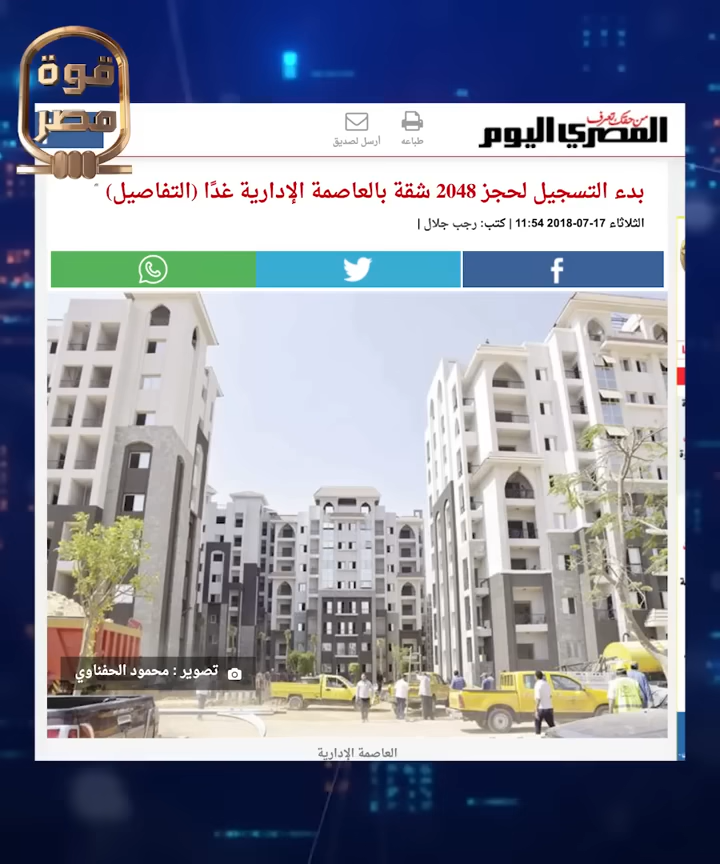 قوة
مصر
من حقك تعرف
المصري اليوم
طباعه
أرسل لصديق
بدء التسجيل لحجز 2048 شقة بالعاصمة الإدارية غدًا (التفاصيل)
الثلاثاء 17-07-2018 11:54 | كتب: رجب جلال |
تصوير : محمود الحفناوي
العاصمة الإدارية